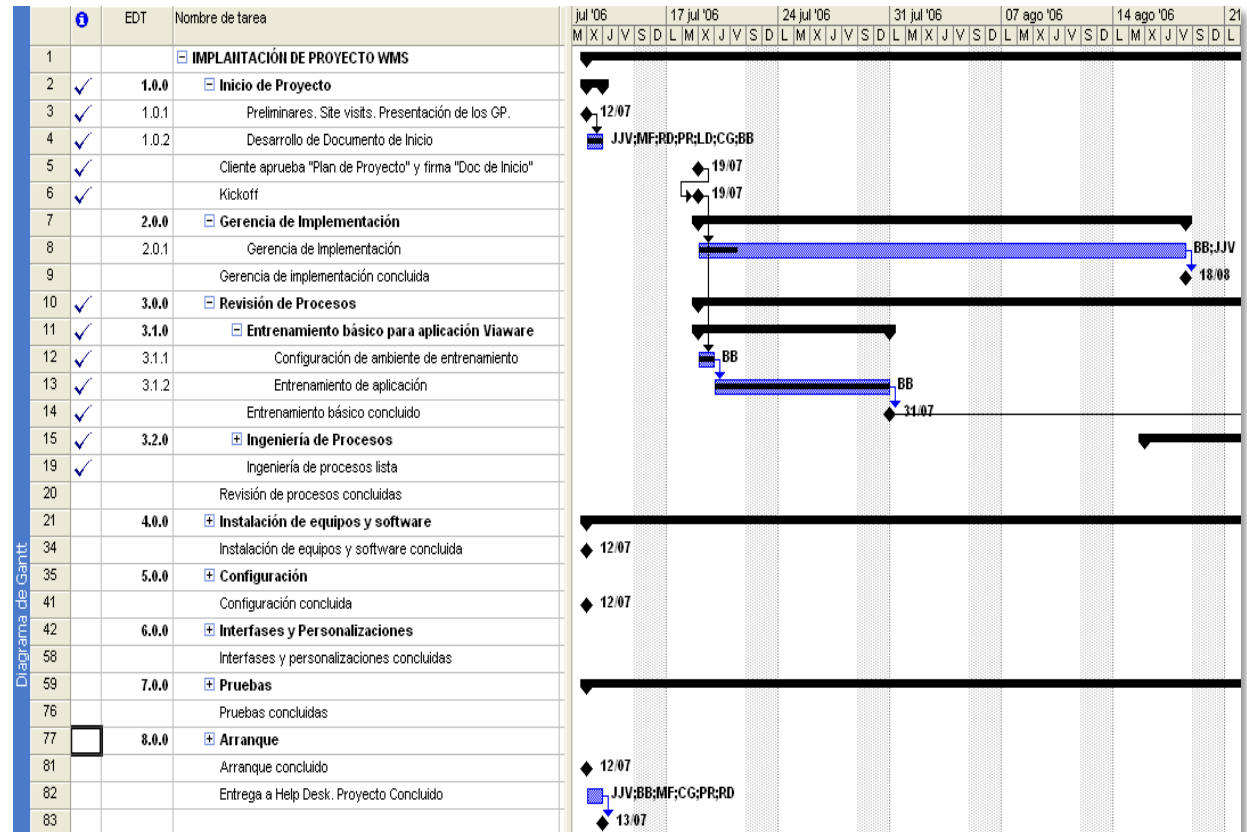 EDT Nombre de tarea jul '06 17 jul '06 24 jul '06 31 jul '06 07 ago '06 14 ago '06 21
M X J V S D L M X J V S D L M X J V S D L M X J V S D L M X J V S D L M X J V S D L
1 IMPLANTACIÓN DE PROYECTO WMS
2 1.0.0 Inicio de Proyecto
3 1.0.1 Preliminares. Site visits. Presentación de los GP. 12/07
4 1.0.2 Desarrollo de Documento de Inicio JJV;MF;RD;PR;LD;CG;BB
5 Cliente aprueba "Plan de Proyecto" y firma "Doc de Inicio" 19/07
6 Kickoff 19/07
7 2.0.0 Gerencia de Implementación
8 2.0.1 Gerencia de Implementación BB;JJV
9 Gerencia de implementación concluida 18/08
10 3.0.0 Revisión de Procesos
11 3.1.0 Entrenamiento básico para aplicación Viaware
12 3.1.1 Configuración de ambiente de entrenamiento BB
13 3.1.2 Entrenamiento de aplicación BB
14 Entrenamiento básico concluido 31/07
15 3.2.0 Ingeniería de Procesos
19 Ingeniería de procesos lista
20 Revisión de procesos concluidas
21 4.0.0 Instalación de equipos y software
34 Instalación de equipos y software concluida 12/07
35 5.0.0 Configuración
41 Configuración concluida 12/07
42 6.0.0 Interfases y Personalizaciones
58 Interfases y personalizaciones concluidas
59 7.0.0 Pruebas
76 Pruebas concluidas
77 8.0.0 Arranque
81 Arranque concluido 12/07
82 Entrega a Help Desk. Proyecto Concluido JJV;BB;MF;CG;PR;RD
83 13/07
Diagrama de Gantt